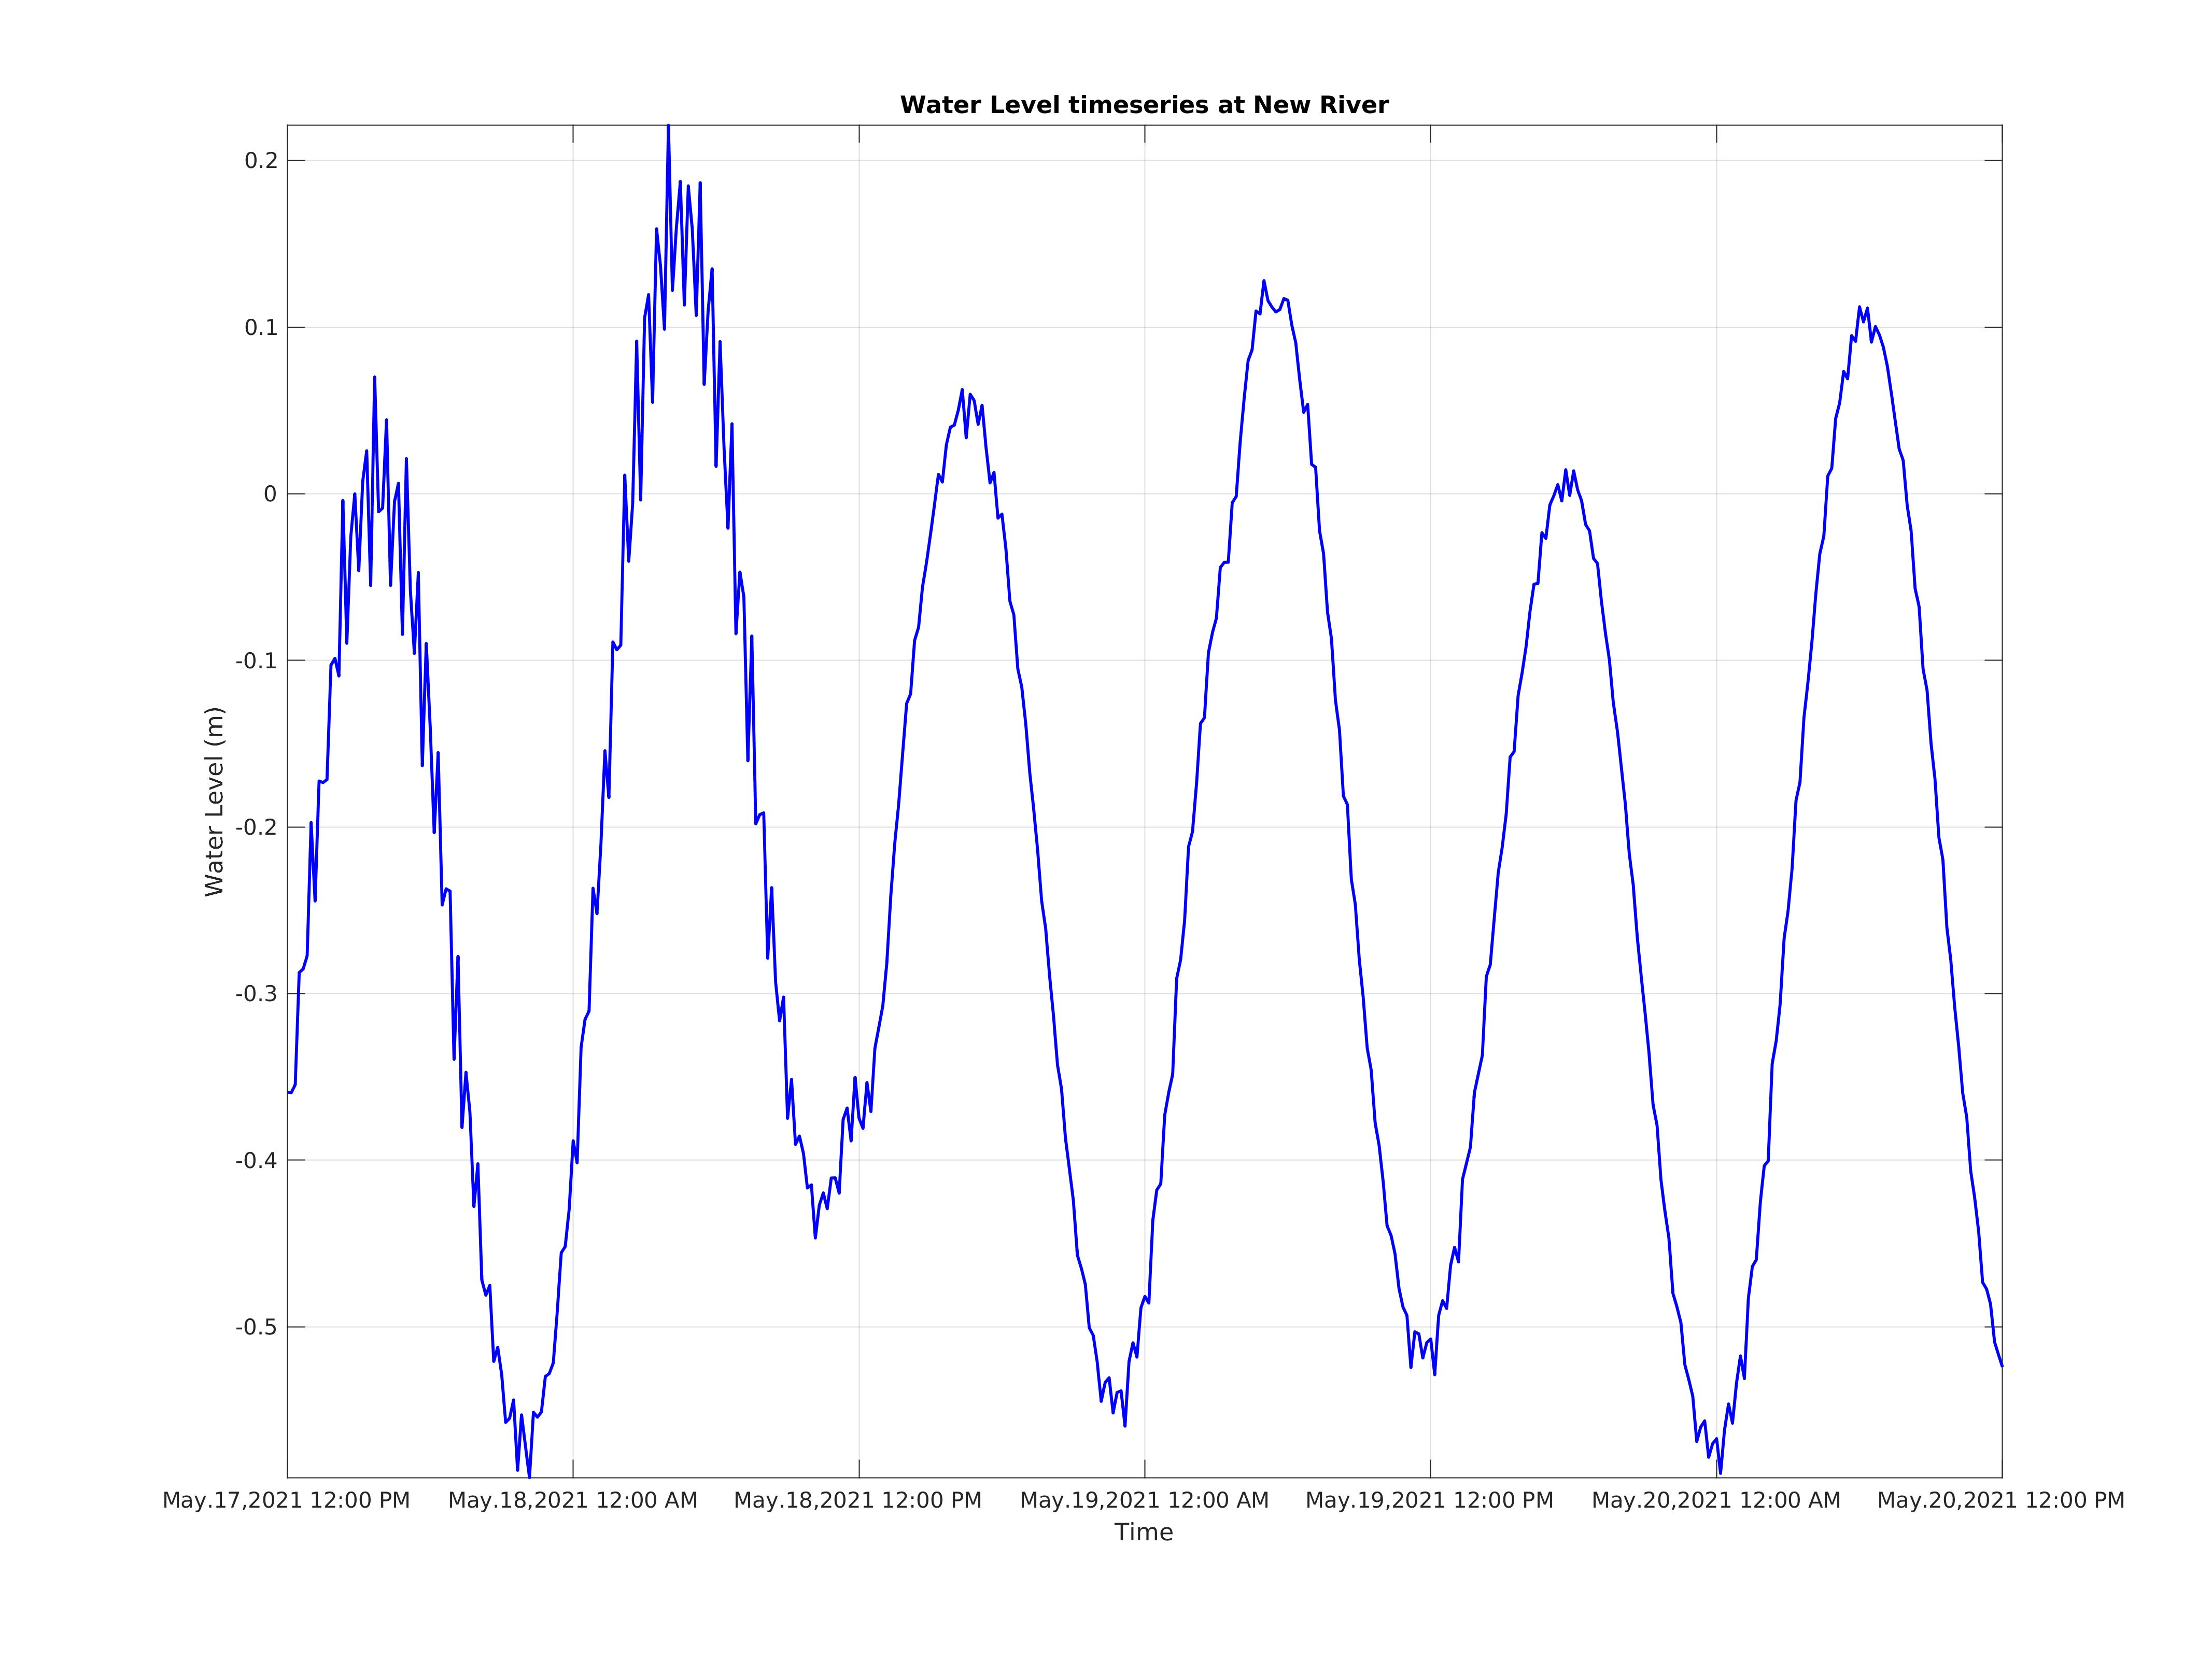 Water Level timeseries at New River
0.2
0.1
0
-0.1
-0.2
-0.3
-0.4
-0.5
Water Level (m)
May.17,2021 12:00 PM May.18,2021 12:00 AM May.18,2021 12:00 PM May.19,2021 12:00 AM May.19,2021 12:00 PM May.20,2021 12:00 AM May.20,2021 12:00 PM
Time